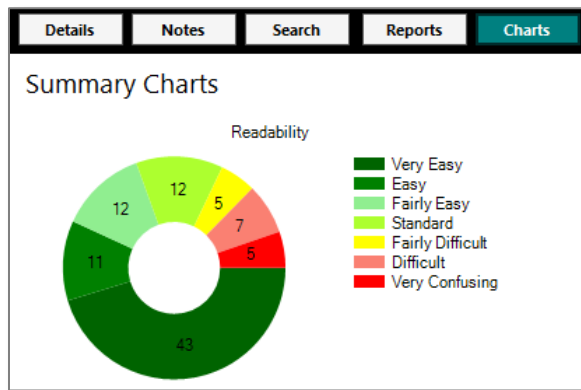 Details Notes Search Reports Charts
Summary Charts
Readability
Very Easy
Easy
Fairly Easy
Standard
Fairly Difficult
Difficult
Very Confusing
12
5
12
7
11
5
43